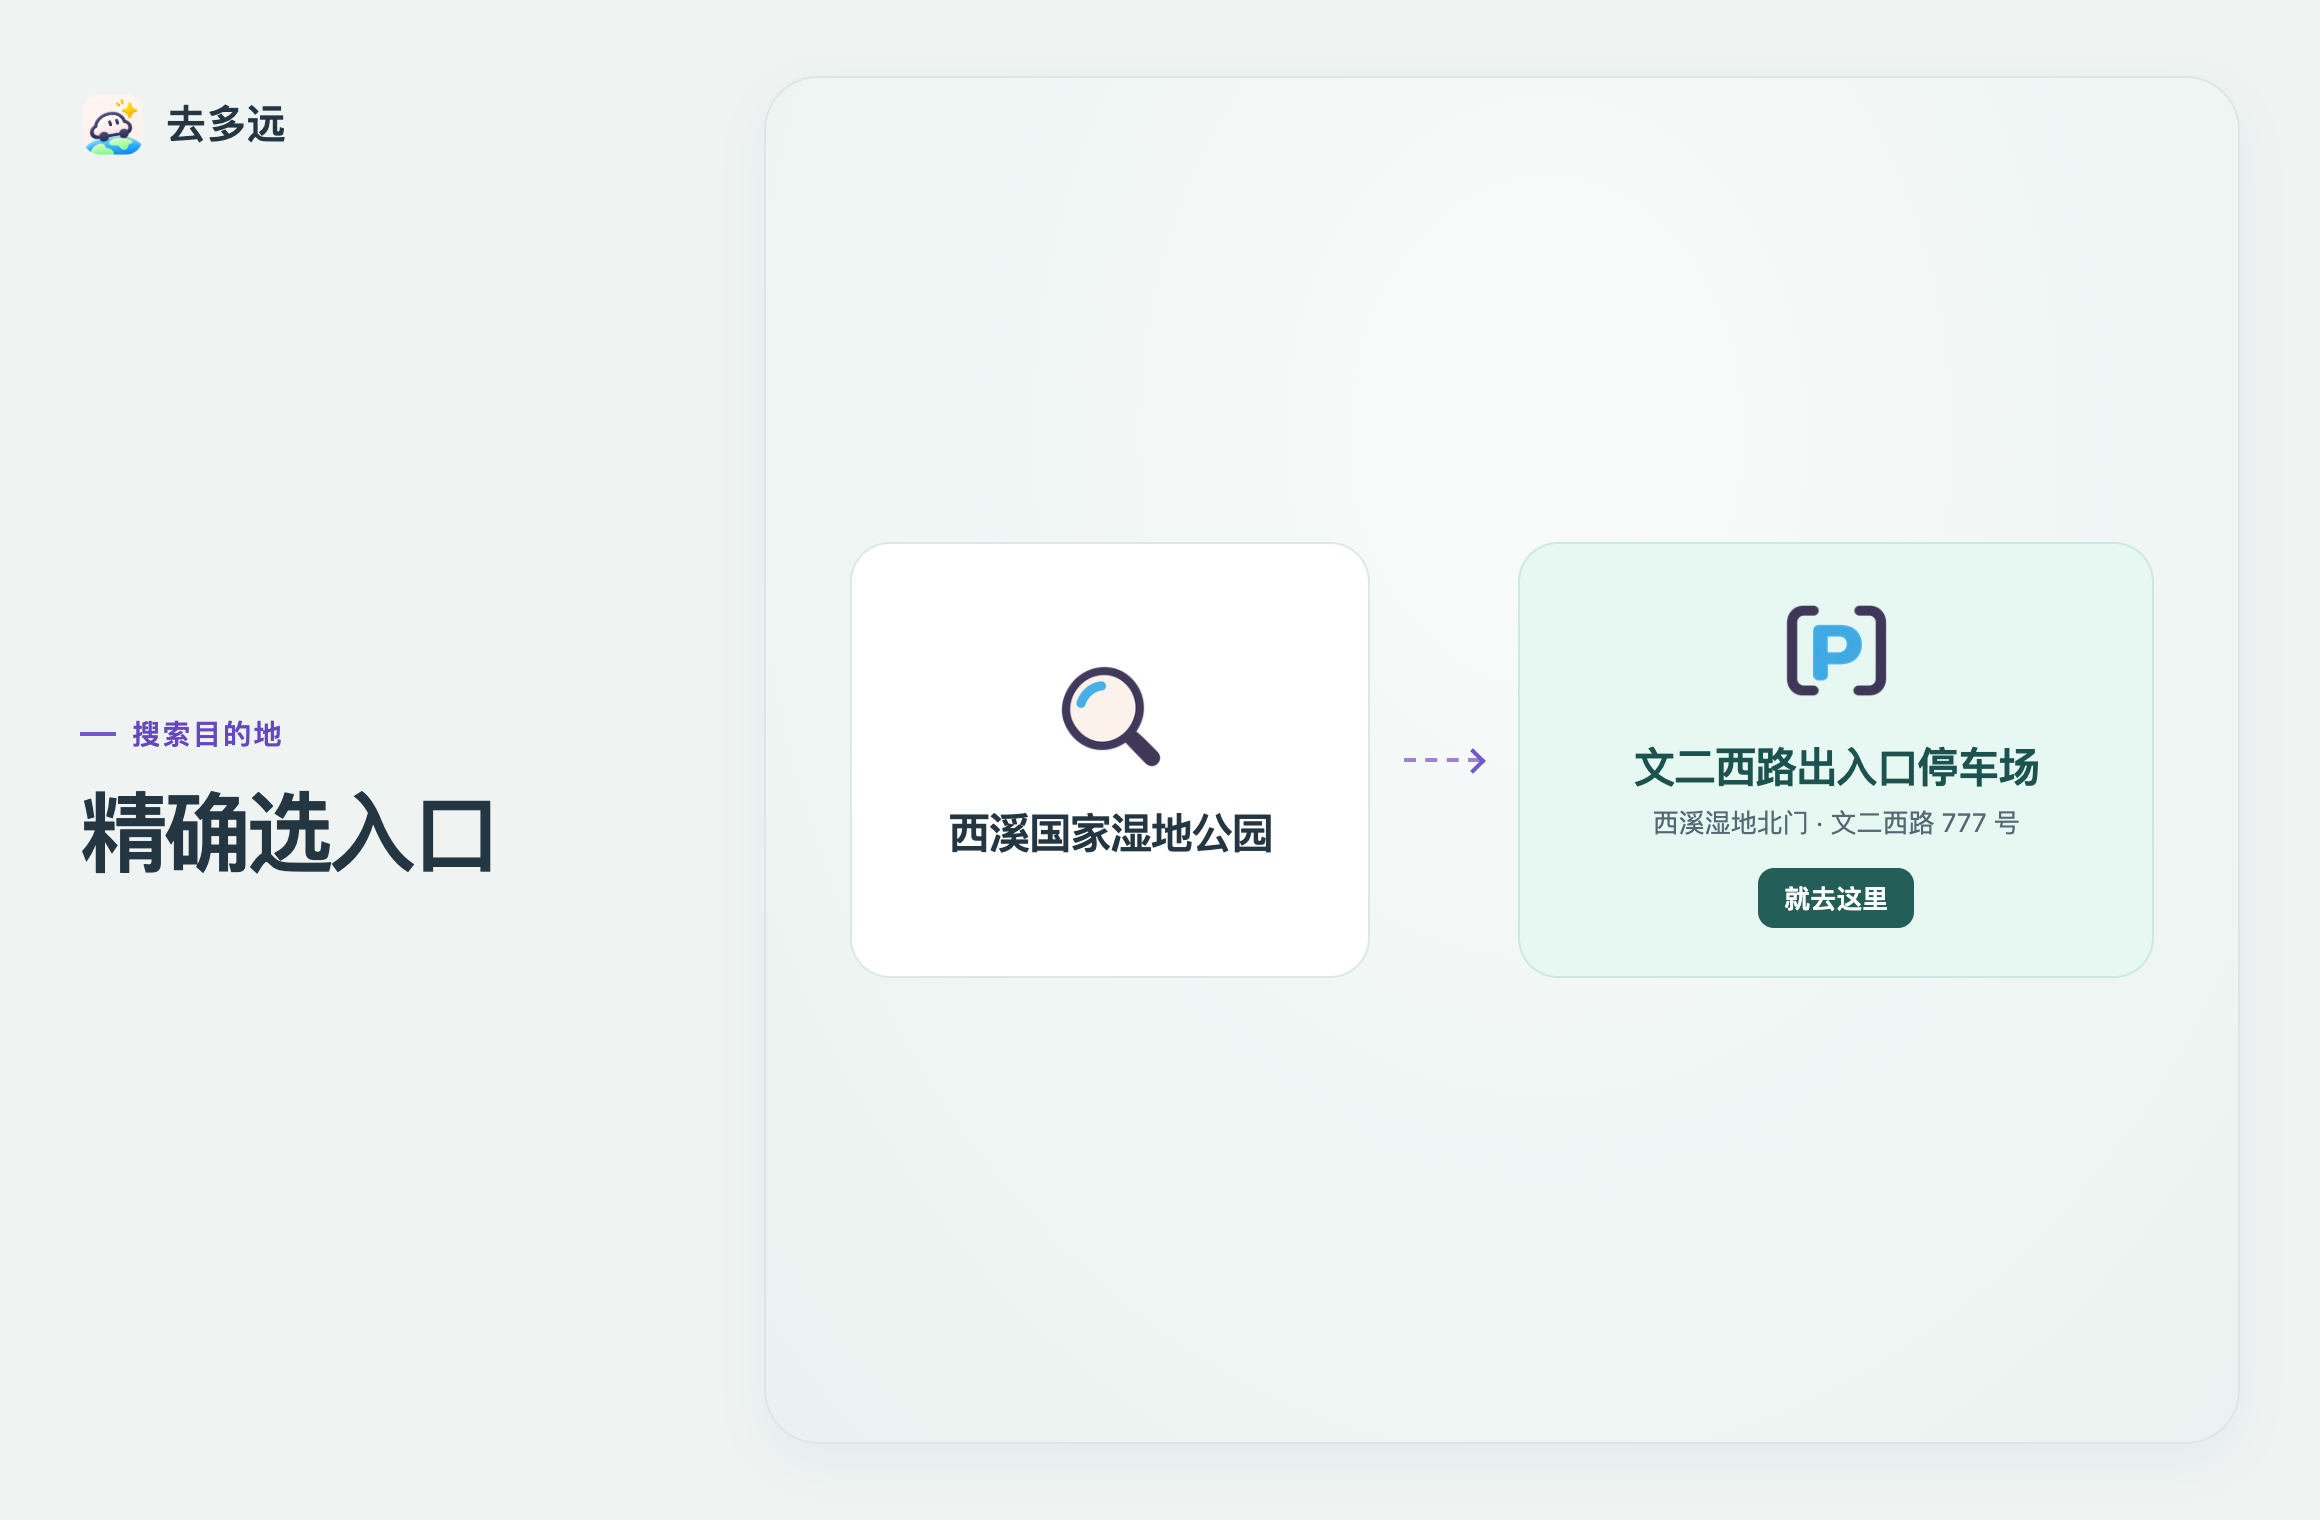 去多远
搜索目的地
精确选入口
西溪国家湿地公园
P
文二西路出入口停车场
西溪湿地北门 · 文二西路 777 号
就去这里